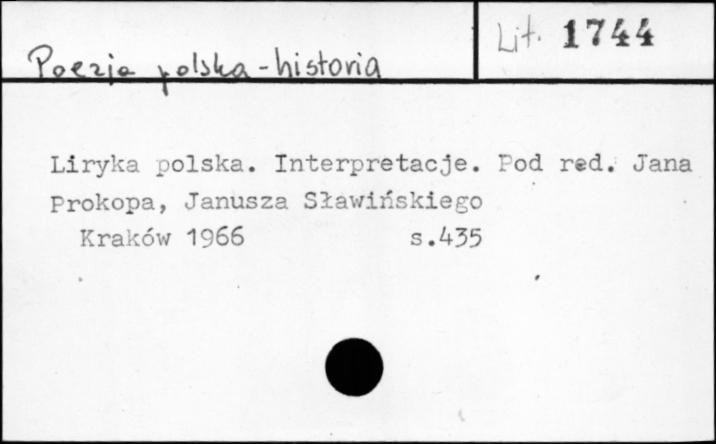 Poezja polska - historia
Lit. 1744
Liryka polska. Interpretacje. Pod red. Jana
Prokopa, Janusza Sławińskiego
Kraków 1966 s.435